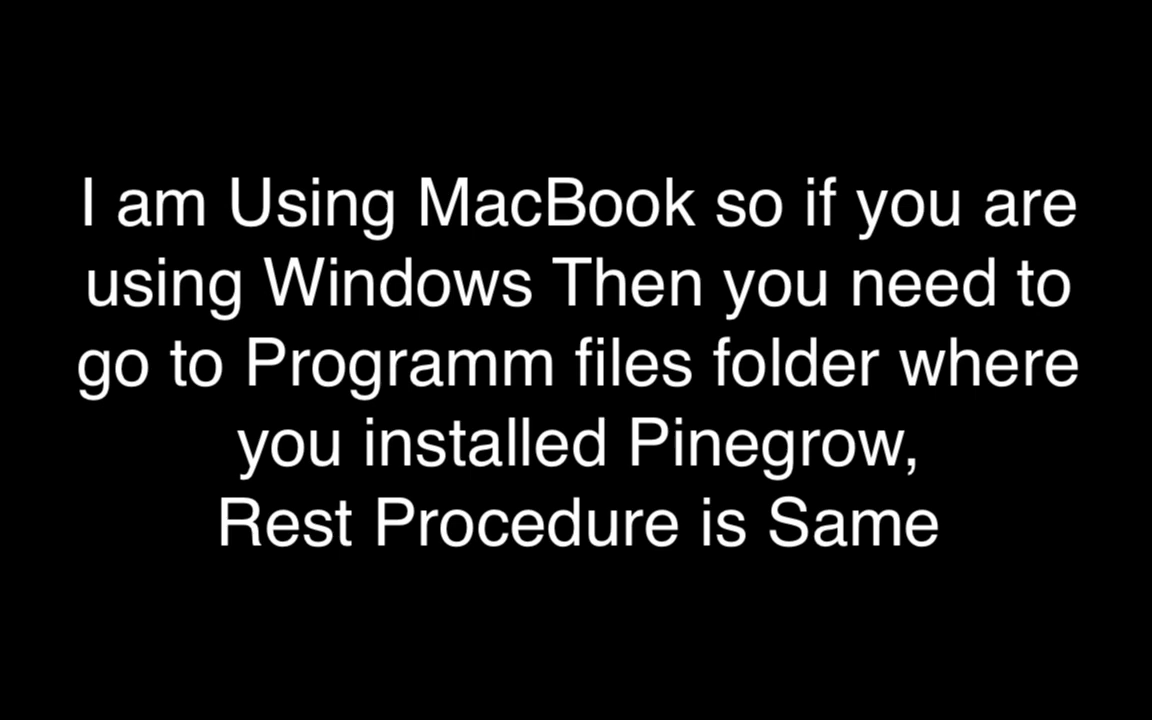 I am Using MacBook so if you are
using Windows Then you need to
go to Programm files folder where
you installed Pinegrow,
Rest Procedure is Same